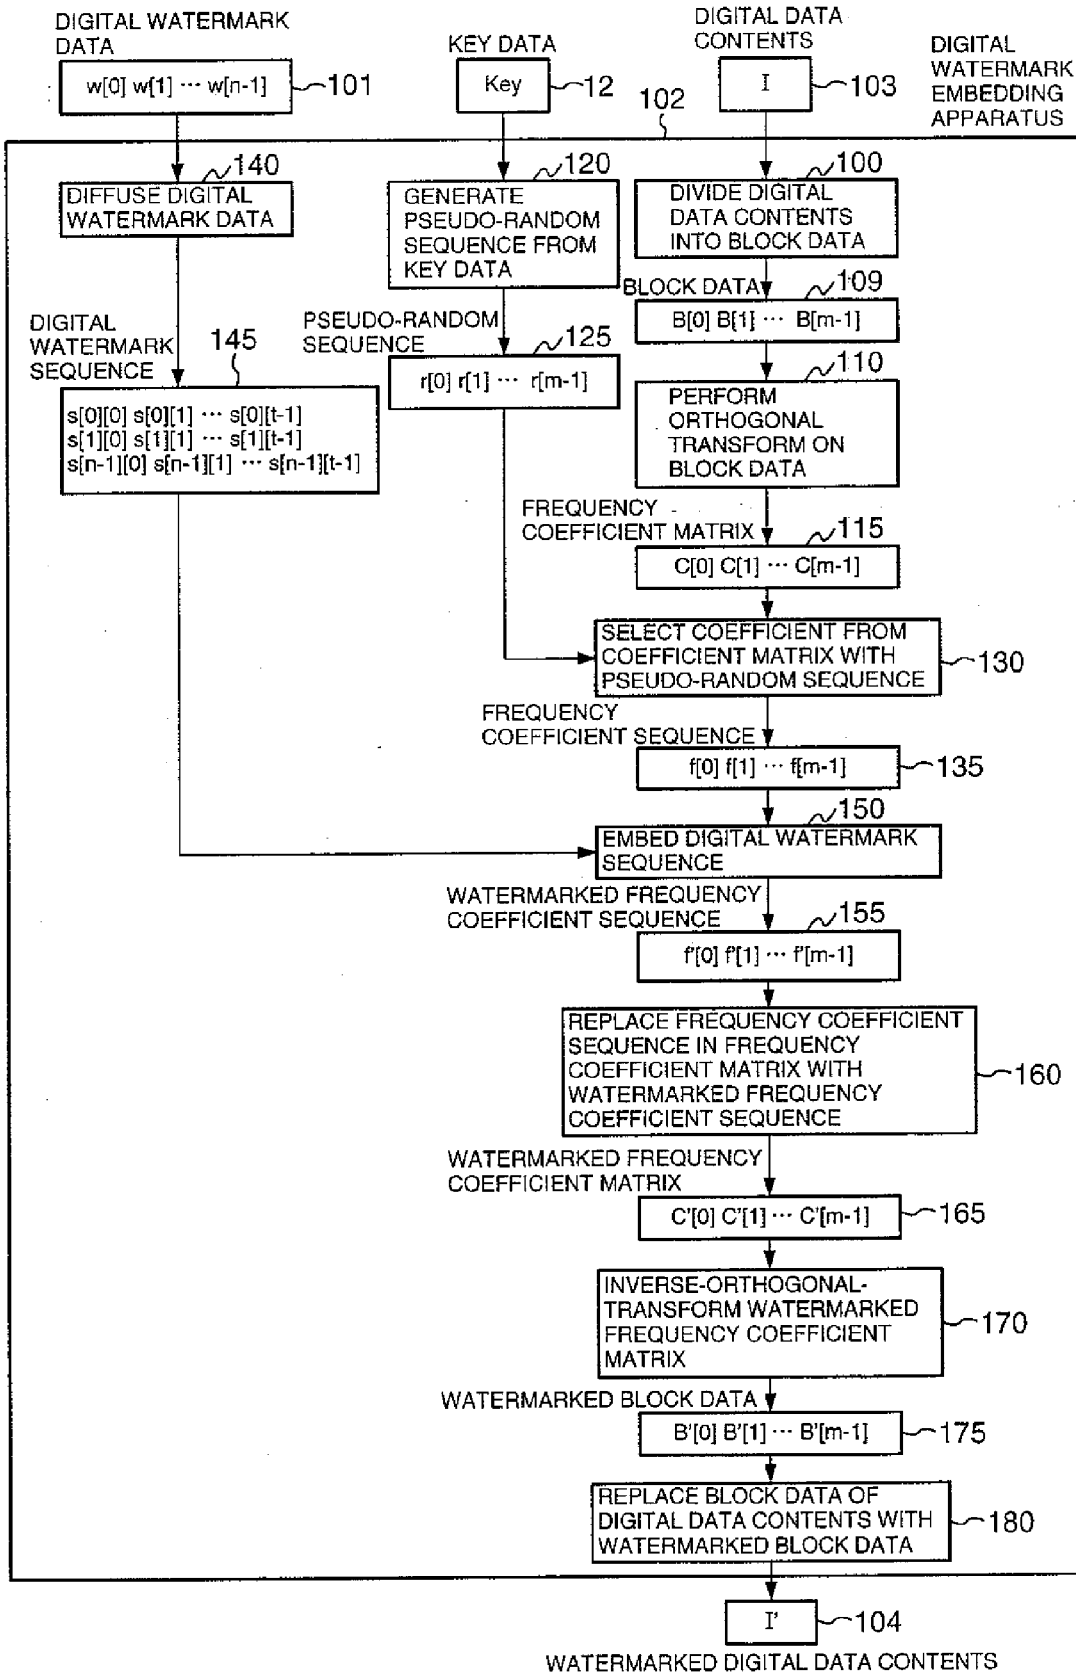 DIGITAL WATERMARK
DATA
w[0] w[1] ··· w[n-1]
101
KEY DATA
Key
12
DIGITAL DATA
CONTENTS
I
103
DIGITAL
WATERMARK
EMBEDDING
APPARATUS
102
140
DIFFUSE DIGITAL
WATERMARK DATA
120
GENERATE
PSEUDO-RANDOM
SEQUENCE FROM
KEY DATA
100
DIVIDE DIGITAL
DATA CONTENTS
INTO BLOCK DATA
BLOCK DATA
109
B[0] B[1] ··· B[m-1]
DIGITAL
WATERMARK
SEQUENCE
145
s[0][0] s[0][1] ··· s[0][t-1]
s[1][0] s[1][1] ··· s[1][t-1]
s[n-1][0] s[n-1][1] ··· s[n-1][t-1]
PSEUDO-RANDOM
SEQUENCE
125
r[0] r[1] ··· r[m-1]
110
PERFORM
ORTHOGONAL
TRANSFORM ON
BLOCK DATA
FREQUENCY
COEFFICIENT MATRIX
115
C[0] C[1] ··· C[m-1]
SELECT COEFFICIENT FROM
COEFFICIENT MATRIX WITH
PSEUDO-RANDOM SEQUENCE
130
FREQUENCY
COEFFICIENT SEQUENCE
f[0] f[1] ··· f[m-1]
135
150
EMBED DIGITAL WATERMARK
SEQUENCE
WATERMARKED FREQUENCY
COEFFICIENT SEQUENCE
155
f'[0] f'[1] ··· f'[m-1]
REPLACE FREQUENCY COEFFICIENT
SEQUENCE IN FREQUENCY
COEFFICIENT MATRIX WITH
WATERMARKED FREQUENCY
COEFFICIENT SEQUENCE
160
WATERMARKED FREQUENCY
COEFFICIENT MATRIX
C'[0] C'[1] ··· C'[m-1]
165
INVERSE-ORTHOGONAL-
TRANSFORM WATERMARKED
FREQUENCY COEFFICIENT
MATRIX
170
WATERMARKED BLOCK DATA
B'[0] B'[1] ··· B'[m-1]
175
REPLACE BLOCK DATA OF
DIGITAL DATA CONTENTS WITH
WATERMARKED BLOCK DATA
180
I'
104
WATERMARKED DIGITAL DATA CONTENTS